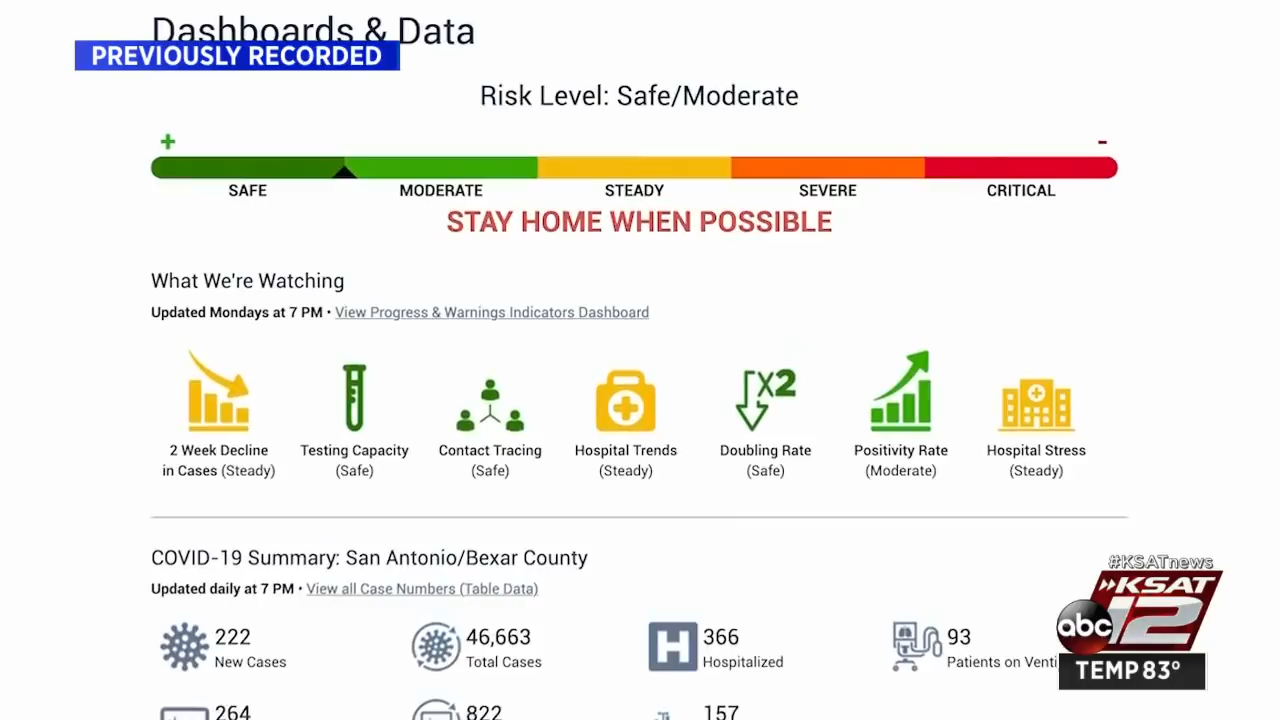 Dashboards & Data
PREVIOUSLY RECORDED
Risk Level: Safe/Moderate
+ -
SAFE MODERATE STEADY SEVERE CRITICAL
STAY HOME WHEN POSSIBLE
What We're Watching
Updated Mondays at 7 PM • View Progress & Warnings Indicators Dashboard
X2
2 Week Decline
in Cases (Steady)
Testing Capacity
(Safe)
Contact Tracing
(Safe)
Hospital Trends
(Steady)
Doubling Rate
(Safe)
Positivity Rate
(Moderate)
Hospital Stress
(Steady)
COVID-19 Summary: San Antonio/Bexar County
Updated daily at 7 PM • View all Case Numbers (Table Data)
222
New Cases
46,663
Total Cases
H
366
Hospitalized
93
Patients on Venti
264 822 157
#KSATnews
KSAT
abc 12
TEMP 83°